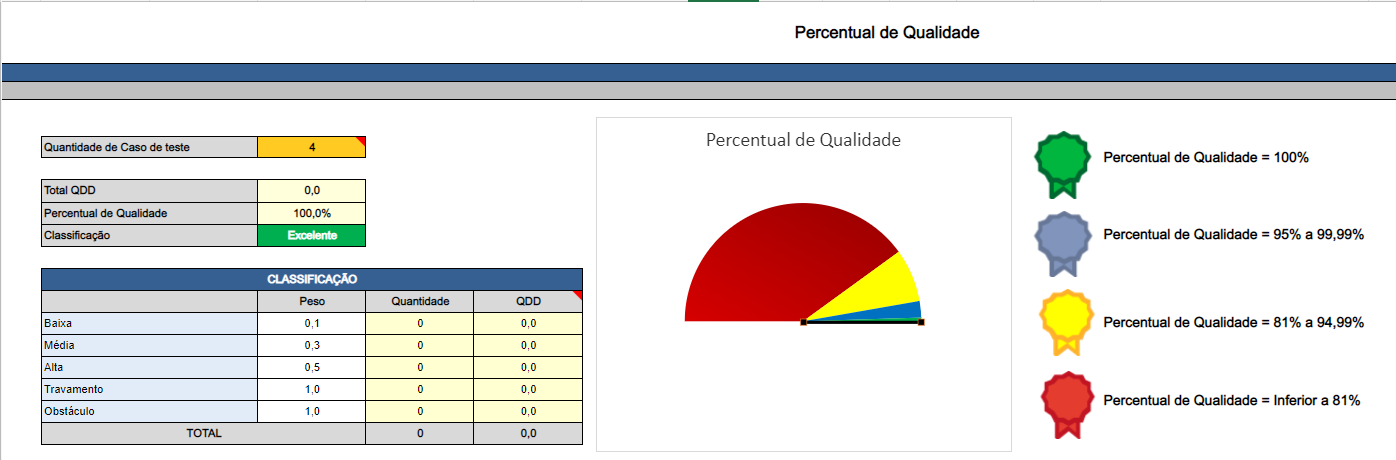 Percentual de Qualidade
Quantidade de Caso de teste 4
Total QDD 0,0
Percentual de Qualidade 100,0%
Classificação Excelente
CLASSIFICAÇÃO
Peso Quantidade QDD
Baixa 0,1 0 0,0
Média 0,3 0 0,0
Alta 0,5 0 0,0
Travamento 1,0 0 0,0
Obstáculo 1,0 0 0,0
TOTAL 0 0,0
Percentual de Qualidade
Percentual de Qualidade = 100%
Percentual de Qualidade = 95% a 99,99%
Percentual de Qualidade = 81% a 94,99%
Percentual de Qualidade = Inferior a 81%